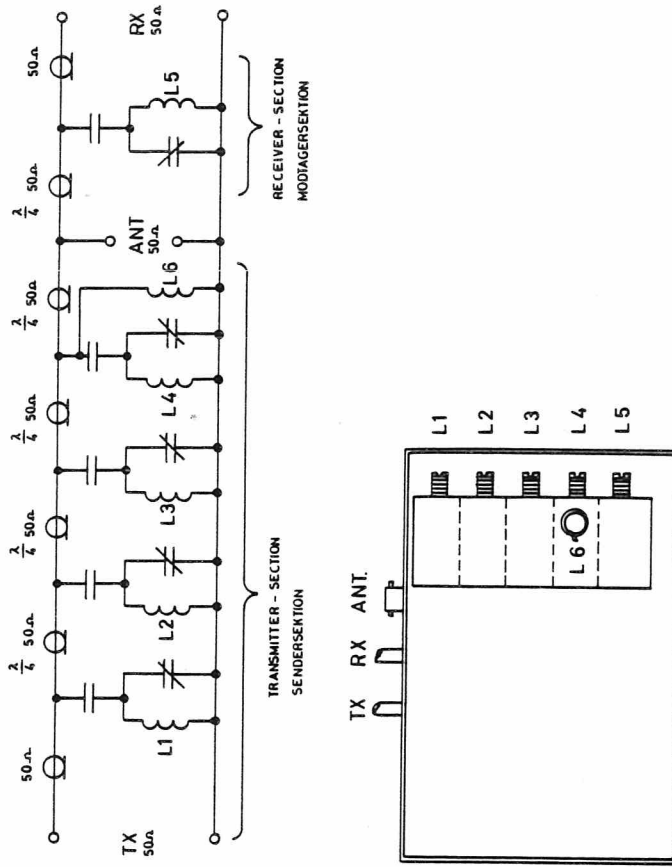 50Ω
λ/4 50Ω
λ/4 50Ω
λ/4 50Ω
λ/4 50Ω
λ/4 50Ω
50Ω
TX
50Ω
L1
L2
L3
L4
L6
ANT
50Ω
L5
RX
50Ω
TRANSMITTER - SECTION
SENDERSEKTION
RECEIVER - SECTION
MODTAGERSEKTION
TX
RX
ANT.
L1
L2
L3
L4
L5
L6